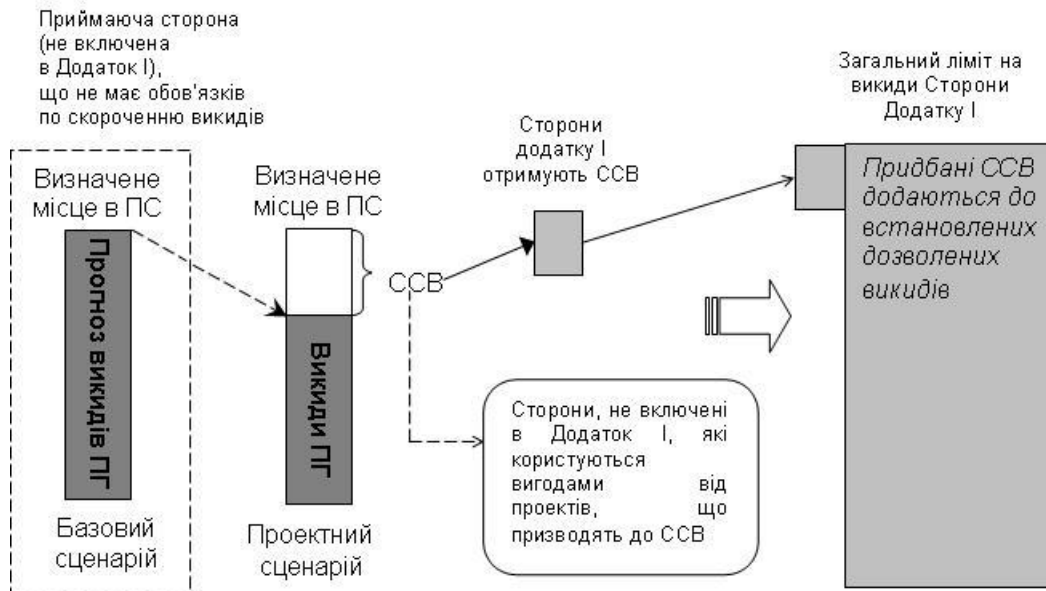 Приймаюча сторона
(не включена
в Додаток І),
що не має обов'язків
по скороченню викидів
Визначене
місце в ПС
Прогноз викидів ПГ
Базовий
сценарій
Визначене
місце в ПС
Викиди ПГ
Проектний
сценарій
ССВ
Сторони
додатку І
отримують ССВ
Сторони, не включені
в Додаток І, які
користуються
вигодами від
проектів, що
призводять до ССВ
Загальний ліміт на
викиди Сторони
Додатку І
Придбані ССВ
додаються до
встановлених
дозволених
викидів